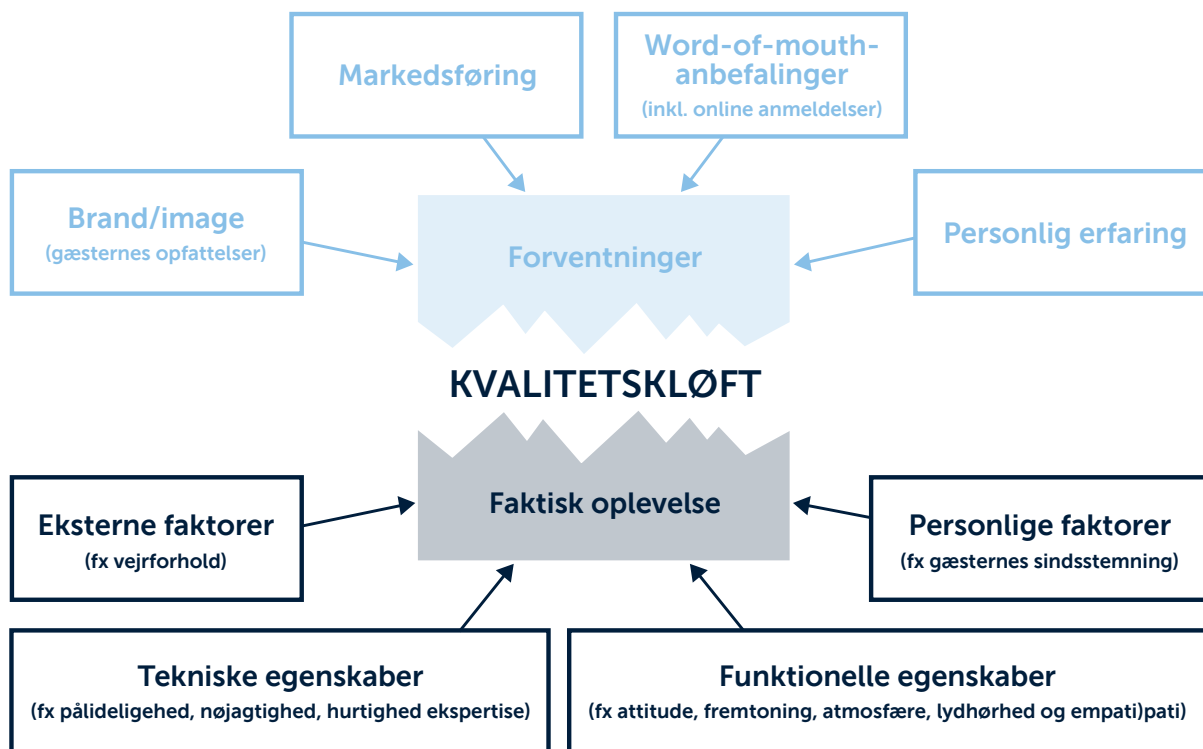 Markedsføring
Word-of-mouth-
anbefalinger
(inkl. online anmeldelser)
Brand/image
(gæsternes opfattelser)
Forventninger
Personlig erfaring
KVALITETSKLØFT
Faktisk oplevelse
Eksterne faktorer
(fx vejrforhold)
Personlige faktorer
(fx gæsternes sindsstemning)
Tekniske egenskaber
(fx pålideligehed, nøjagtighed, hurtighed ekspertise)
Funktionelle egenskaber
(fx attitude, fremtoning, atmosfære, lydhørhed og empati)pati)